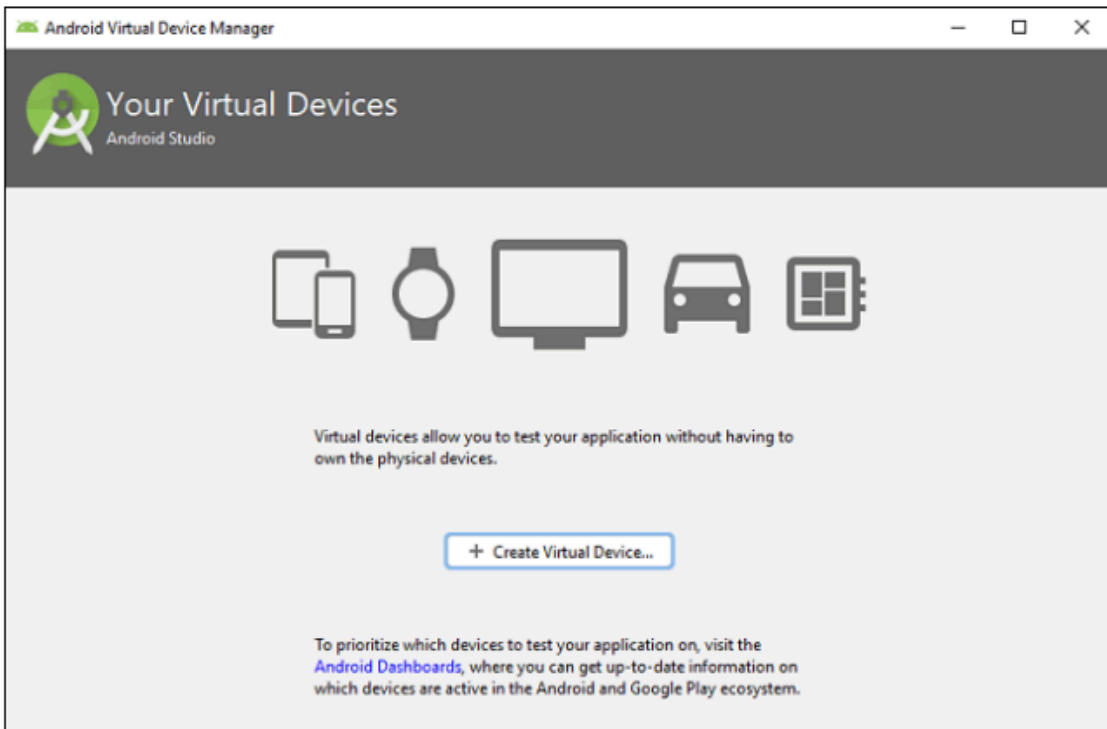 Android Virtual Device Manager
Your Virtual Devices
Android Studio
Virtual devices allow you to test your application without having to
own the physical devices.
+ Create Virtual Device...
To prioritize which devices to test your application on, visit the
Android Dashboards, where you can get up-to-date information on
which devices are active in the Android and Google Play ecosystem.